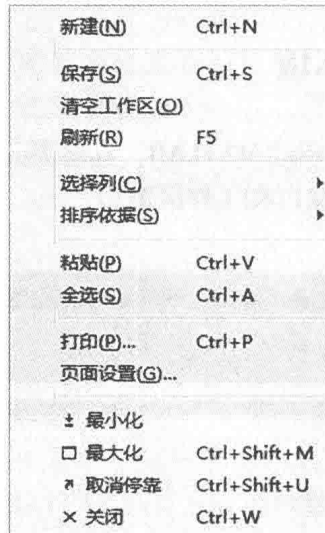 新建(N) Ctrl+N
保存(S) Ctrl+S
清空工作区(O)
刷新(R) F5
选择列(C)
排序依据(S)
粘贴(P) Ctrl+V
全选(S) Ctrl+A
打印(P)... Ctrl+P
页面设置(G)...
最小化
最大化 Ctrl+Shift+M
取消停靠 Ctrl+Shift+U
关闭 Ctrl+W